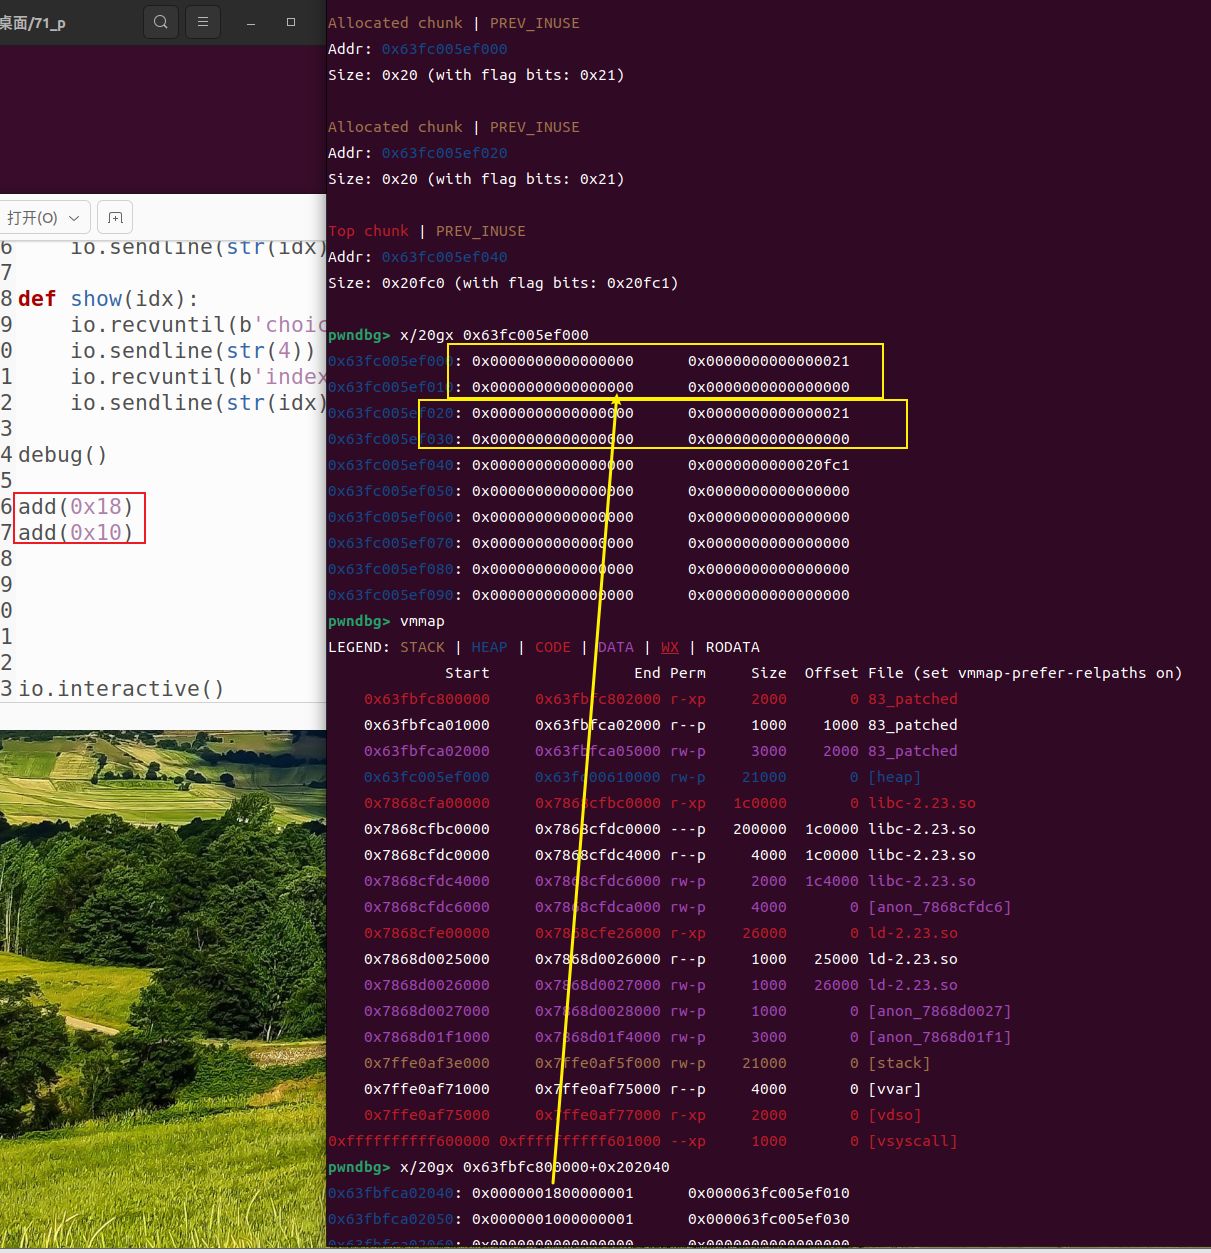 桌面/71_p
打开(O)
6 io.sendline(str(idx)
7
8 def show(idx):
9 io.recvuntil(b'choic
0 io.sendline(str(4))
1 io.recvuntil(b'index
2 io.sendline(str(idx)
3
4 debug()
5
6 add(0x18)
7 add(0x10)
8
9
0
1
2
3 io.interactive()
Allocated chunk | PREV_INUSE
Addr: 0x63fc005ef000
Size: 0x20 (with flag bits: 0x21)
Allocated chunk | PREV_INUSE
Addr: 0x63fc005ef020
Size: 0x20 (with flag bits: 0x21)
Top chunk | PREV_INUSE
Addr: 0x63fc005ef040
Size: 0x20fc0 (with flag bits: 0x20fc1)
pwndbg> x/20gx 0x63fc005ef000
0x63fc005ef000: 0x0000000000000000 0x0000000000000021
0x63fc005ef010: 0x0000000000000000 0x0000000000000000
0x63fc005ef020: 0x0000000000000000 0x0000000000000021
0x63fc005ef030: 0x0000000000000000 0x0000000000000000
0x63fc005ef040: 0x0000000000000000 0x0000000000020fc1
0x63fc005ef050: 0x0000000000000000 0x0000000000000000
0x63fc005ef060: 0x0000000000000000 0x0000000000000000
0x63fc005ef070: 0x0000000000000000 0x0000000000000000
0x63fc005ef080: 0x0000000000000000 0x0000000000000000
0x63fc005ef090: 0x0000000000000000 0x0000000000000000
pwndbg> vmmap
LEGEND: STACK | HEAP | CODE | DATA | WX | RODATA
Start End Perm Size Offset File (set vmmap-prefer-relpaths on)
0x63fbfc800000 0x63fbfc802000 r-xp 2000 0 83_patched
0x63fbfca01000 0x63fbfca02000 r--p 1000 1000 83_patched
0x63fbfca02000 0x63fbfca05000 rw-p 3000 2000 83_patched
0x63fc005ef000 0x63fc00610000 rw-p 21000 0 [heap]
0x7868cfa00000 0x7868cfbc0000 r-xp 1c0000 0 libc-2.23.so
0x7868cfbc0000 0x7868cfdc0000 ---p 200000 1c0000 libc-2.23.so
0x7868cfdc0000 0x7868cfdc4000 r--p 4000 1c0000 libc-2.23.so
0x7868cfdc4000 0x7868cfdc6000 rw-p 2000 1c4000 libc-2.23.so
0x7868cfdc6000 0x7868cfdca000 rw-p 4000 0 [anon_7868cfdc6]
0x7868cfe00000 0x7868cfe26000 r-xp 26000 0 ld-2.23.so
0x7868d0025000 0x7868d0026000 r--p 1000 25000 ld-2.23.so
0x7868d0026000 0x7868d0027000 rw-p 1000 26000 ld-2.23.so
0x7868d0027000 0x7868d0028000 rw-p 1000 0 [anon_7868d0027]
0x7868d01f1000 0x7868d01f4000 rw-p 3000 0 [anon_7868d01f1]
0x7ffe0af3e000 0x7ffe0af5f000 rw-p 21000 0 [stack]
0x7ffe0af71000 0x7ffe0af75000 r--p 4000 0 [vvar]
0x7ffe0af75000 0x7ffe0af77000 r-xp 2000 0 [vdso]
0xffffffffff600000 0xffffffffff601000 --xp 1000 0 [vsyscall]
pwndbg> x/20gx 0x63fbfc800000+0x202040
0x63fbfca02040: 0x0000001800000001 0x000063fc005ef010
0x63fbfca02050: 0x0000001000000001 0x000063fc005ef030
0x63fbfca02060: 0x0000000000000000 0x0000000000000000